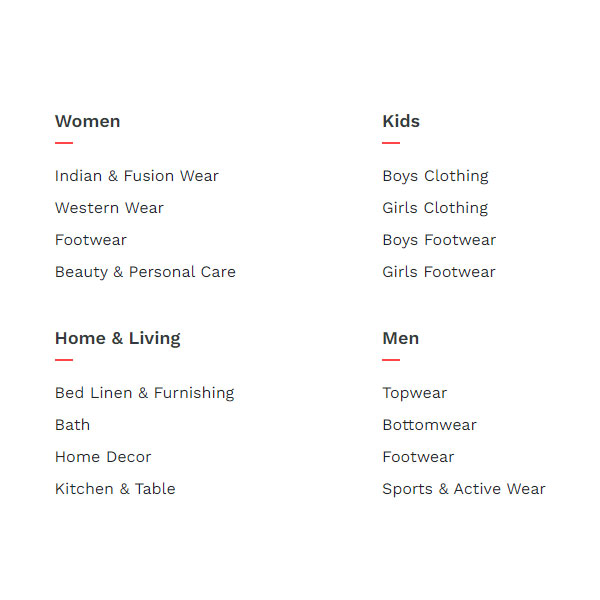 Women
Indian & Fusion Wear
Western Wear
Footwear
Beauty & Personal Care
Kids
Boys Clothing
Girls Clothing
Boys Footwear
Girls Footwear
Home & Living
Bed Linen & Furnishing
Bath
Home Decor
Kitchen & Table
Men
Topwear
Bottomwear
Footwear
Sports & Active Wear